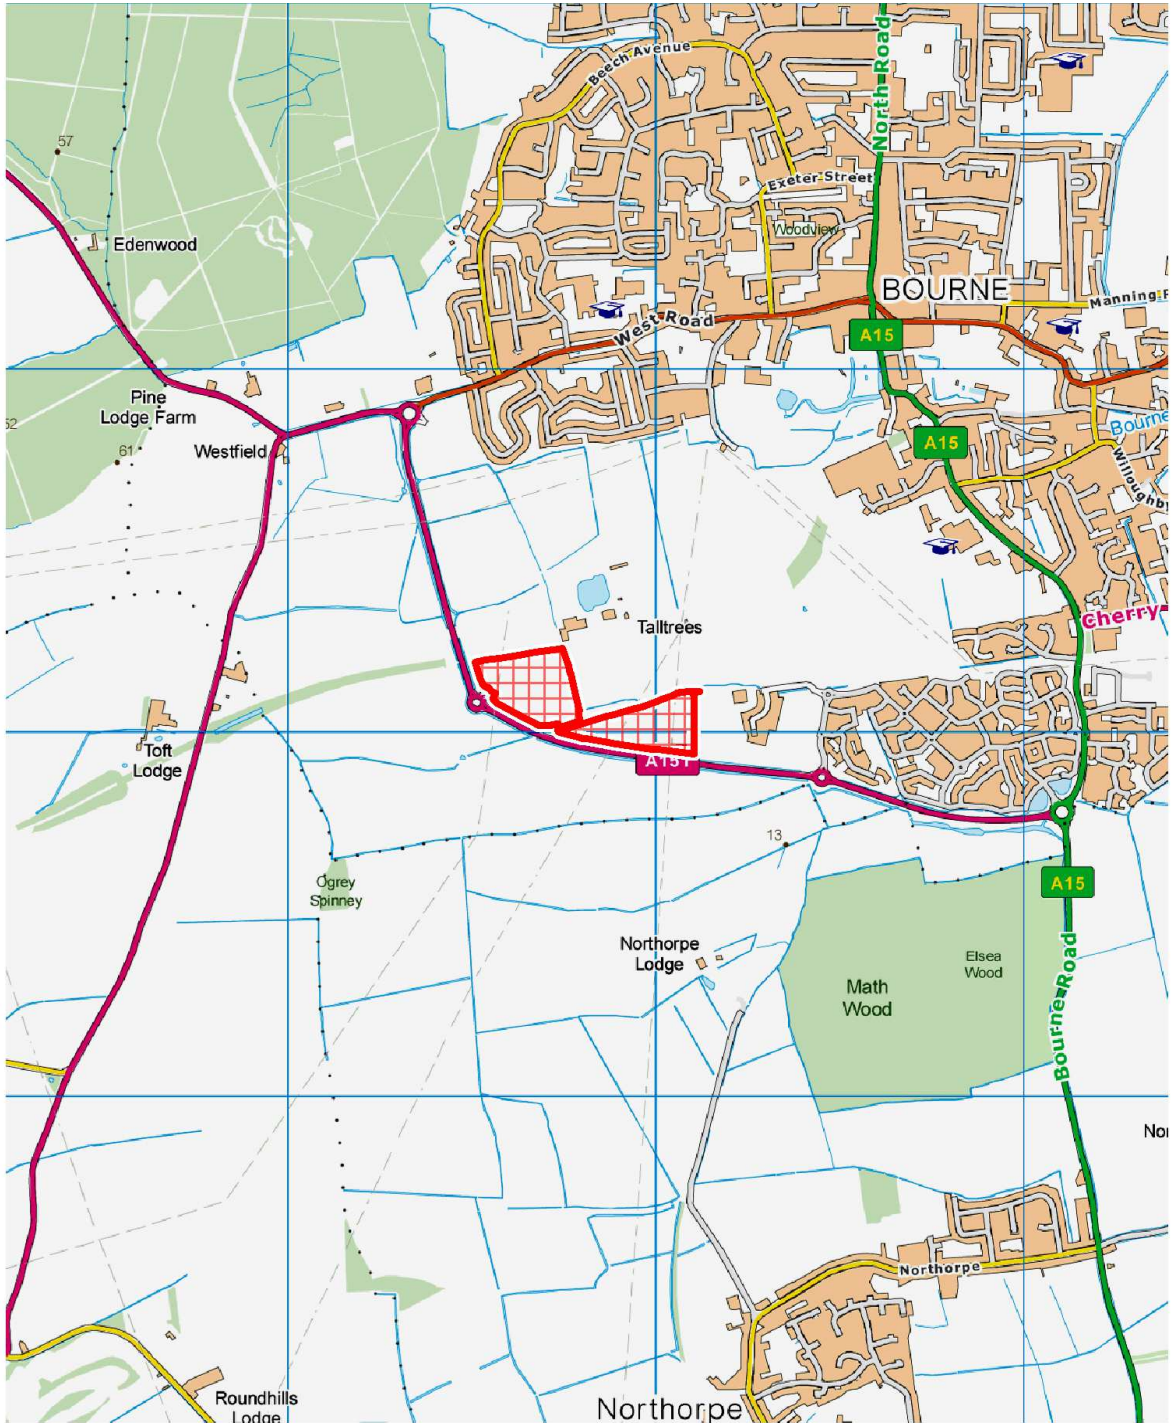 Beech Avenue
North Road
57
Exeter Street
Edenwood
Woodview
BOURNE
Manning
West Road
A15
Pine
Lodge Farm
Bourne
A15
Westfield
61
Willoughby
Cherry
Talltrees
Toft
Lodge
A151
13
Ogrey
Spinney
A15
Northorpe
Lodge
Elsea
Wood
Math
Wood
Bourne Road
Northorpe
Roundhills
Lodge
Northorpe